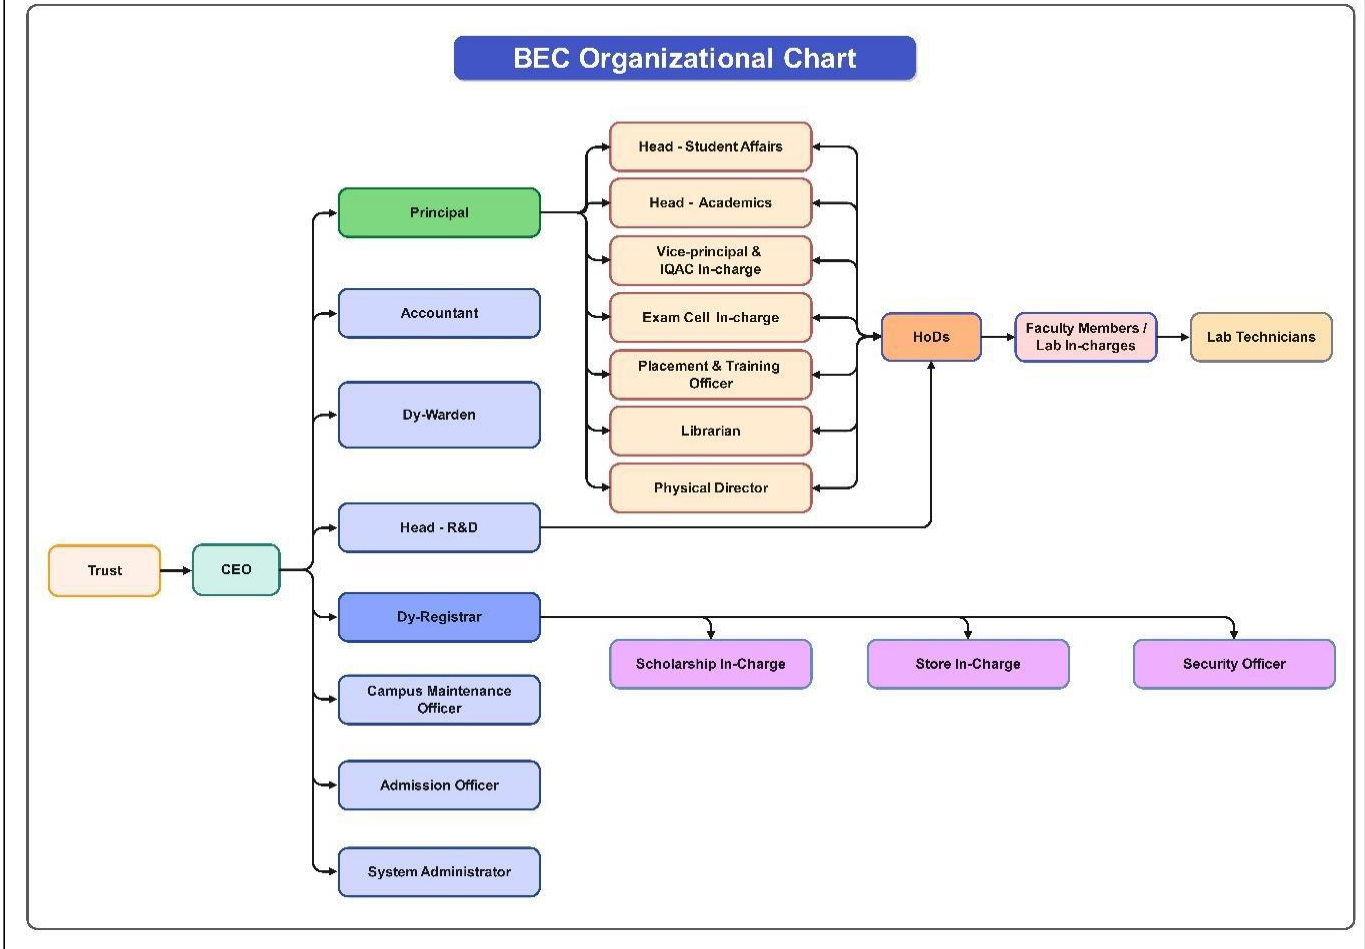 BEC Organizational Chart
Trust
CEO
Principal
Accountant
Dy-Warden
Head - R&D
Dy-Registrar
Campus Maintenance
Officer
Admission Officer
System Administrator
Head - Student Affairs
Head - Academics
Vice-principal &
IQAC In-charge
Exam Cell In-charge
Placement & Training
Officer
Librarian
Physical Director
HoDs
Faculty Members /
Lab In-charges
Lab Technicians
Scholarship In-Charge
Store In-Charge
Security Officer